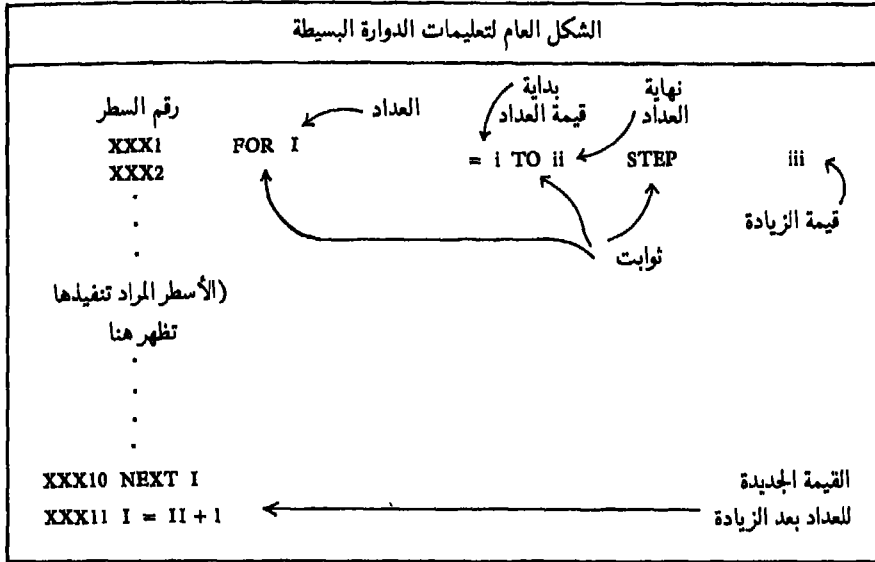 الشكل العام لتعليمات الدوارة البسيطة
رقم السطر
العداد
بداية
قيمة العداد
نهاية
العداد
XXX1 FOR I = i TO ii STEP iii
XXX2
قيمة الزيادة
ثوابت
(الأسطر المراد تنفيذها
تظهر هنا
XXX10 NEXT I
القيمة الجديدة
XXX11 I = II + 1
للعداد بعد الزيادة